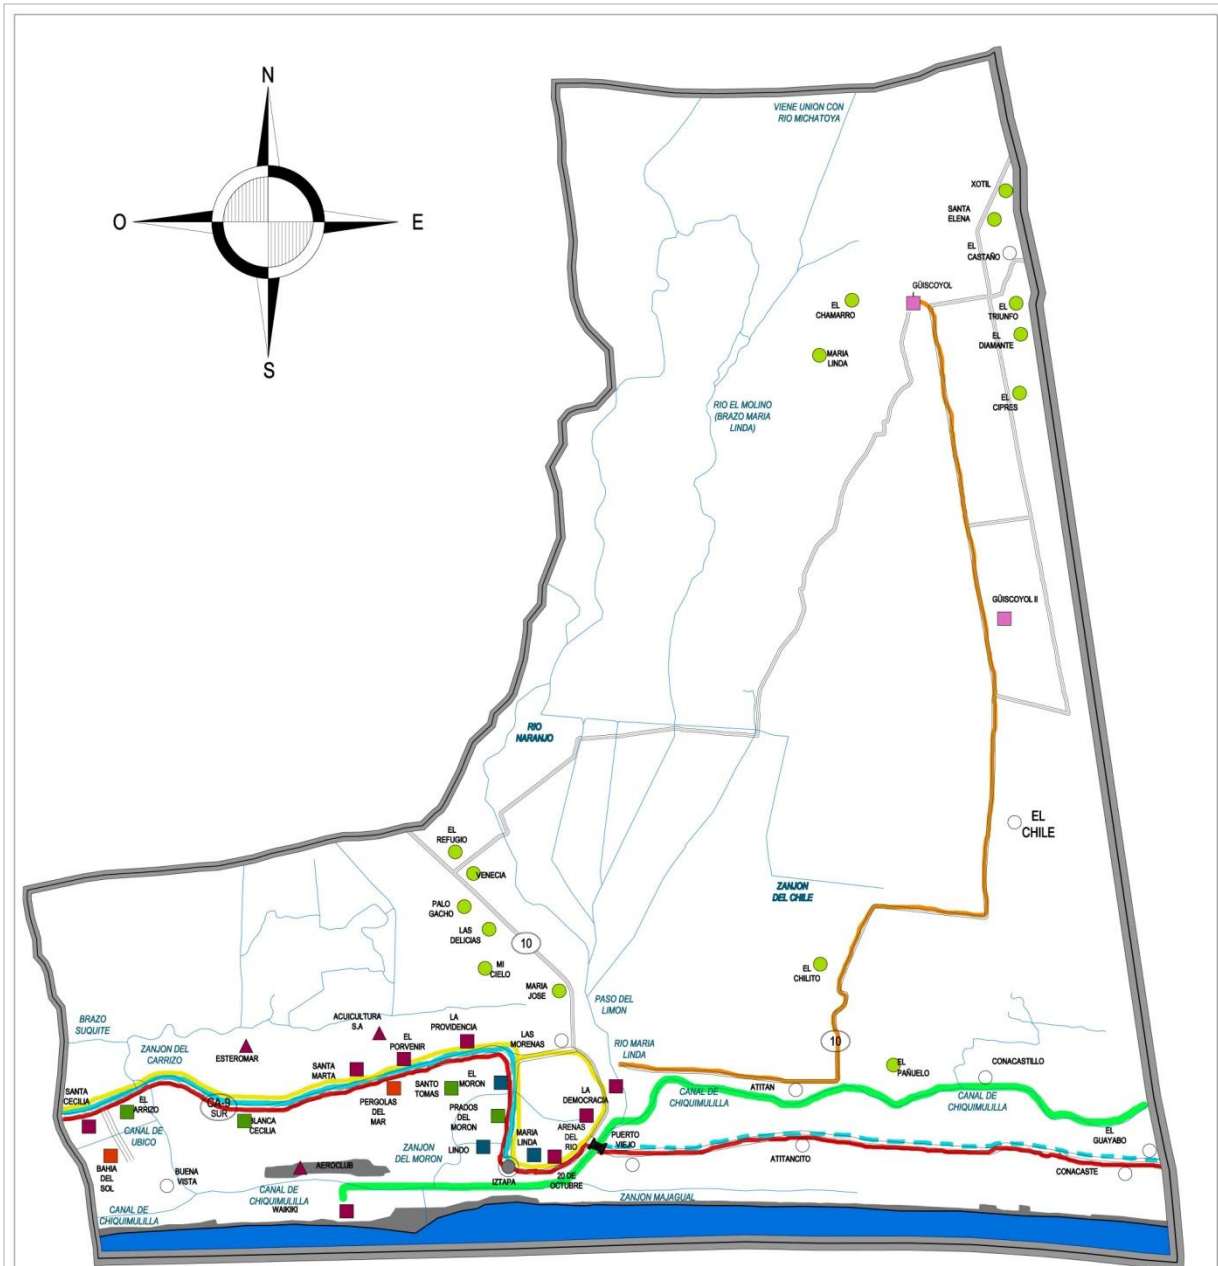 N
O
E
S
VIENE UNION CON
RIO MICHATOYA
XOTIL
SANTA
ELENA
EL
CASTAÑO
GÜISCOYOL
EL
CHAMARRO
EL
TRIUNFO
EL
DIAMANTE
MARIA
LINDA
EL
CIPRES
RIO EL MOLINO
(BRAZO MARIA
LINDA)
GÜISCOYOL II
RIO
NARANJO
EL
CHILE
EL
REFUGIO
VENECIA
ZANJON
DEL CHILE
PALO
GACHO
LAS
DELICIAS
10
MI
CIELO
EL
CHILITO
MARIA
JOSE
PASO DEL
LIMON
BRAZO
SUQUITE
ACUICULTURA
S.A
LA
PROVIDENCIA
EL
PORVENIR
LAS
MORENAS
10
RIO MARIA
LINDA
ZANJON DEL
CARRIZO
ESTEROMAR
SANTA
MARTA
EL
PAÑUELO
CONACASTILLO
SANTA
CECILIA
EL
ARRIZO
CA-9
SUR
BLANCA
CECILIA
PERGOLAS
DEL
MAR
SANTO
TOMAS
EL
MORON
LA
DEMOCRACIA
ATITAN
CANAL DE
CHIQUIMULILLA
CANAL DE
CHIQUIMULILLA
PRADOS
DEL
MORON
CANAL DE
UBICO
ZANJON
DEL MORON
LINDO
MARIA
LINDA
ARENAS
DEL
RIO
PUERTO
VIEJO
EL
GUAYABO
BAHIA
DEL
SOL
BUENA
VISTA
AEROCLUB
IZTAPA
20 DE
OCTUBRE
ATITANCITO
CONACASTE
CANAL DE
CHIQUIMULILLA
WAIKIKI
ZANJON MAJAGUAL
CANAL DE
CHIQUIMULILLA